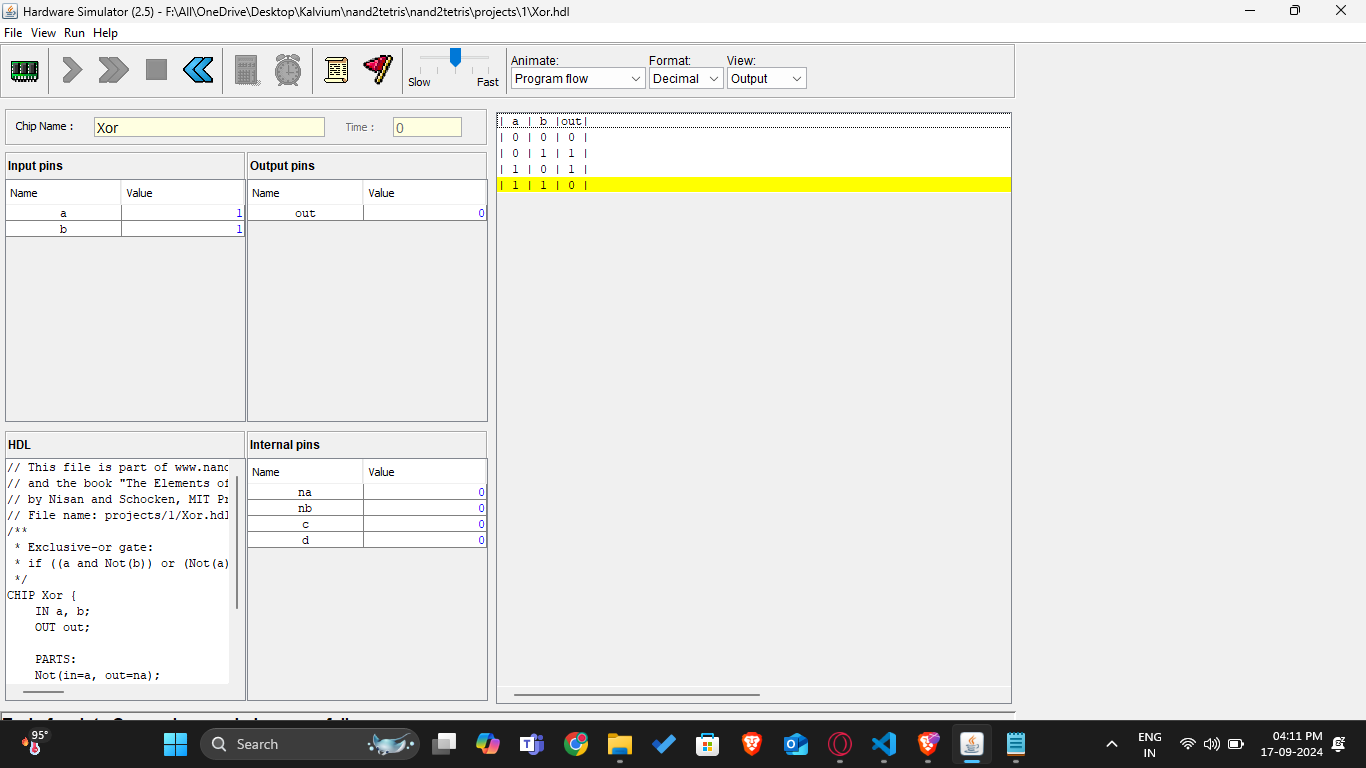 Hardware Simulator (2.5) - F:\All\OneDrive\Desktop\Kalvium\nand2tetris\nand2tetris\projects\1\Xor.hdl
File View Run Help
Slow Fast
Animate: Format: View:
Program flow Decimal Output
Chip Name : Xor Time : 0
Input pins
Name Value
a 1
b 1
Output pins
Name Value
out 0
HDL
// This file is part of www.nand
// and the book "The Elements of
// by Nisan and Schocken, MIT Pr
// File name: projects/1/Xor.hdl
/**
* Exclusive-or gate:
* if ((a and Not(b)) or (Not(a)
*/
CHIP Xor {
IN a, b;
OUT out;
PARTS:
Not(in=a, out=na);
Internal pins
Name Value
na 0
nb 0
c 0
d 0
| a | b |out|
| 0 | 0 | 0 |
| 0 | 1 | 1 |
| 1 | 0 | 1 |
| 1 | 1 | 0 |
95°
Search
ENG
IN
04:11 PM
17-09-2024